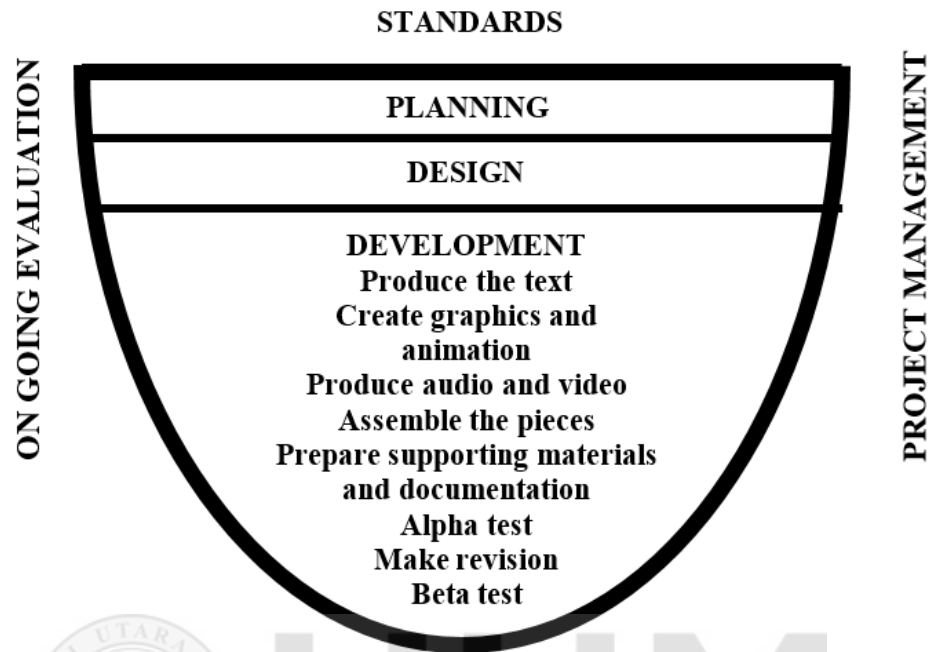 STANDARDS
ON GOING EVALUATION
PLANNING
DESIGN
DEVELOPMENT
Produce the text
Create graphics and
animation
Produce audio and video
Assemble the pieces
Prepare supporting materials
and documentation
Alpha test
Make revision
Beta test
PROJECT MANAGEMENT
UTARA